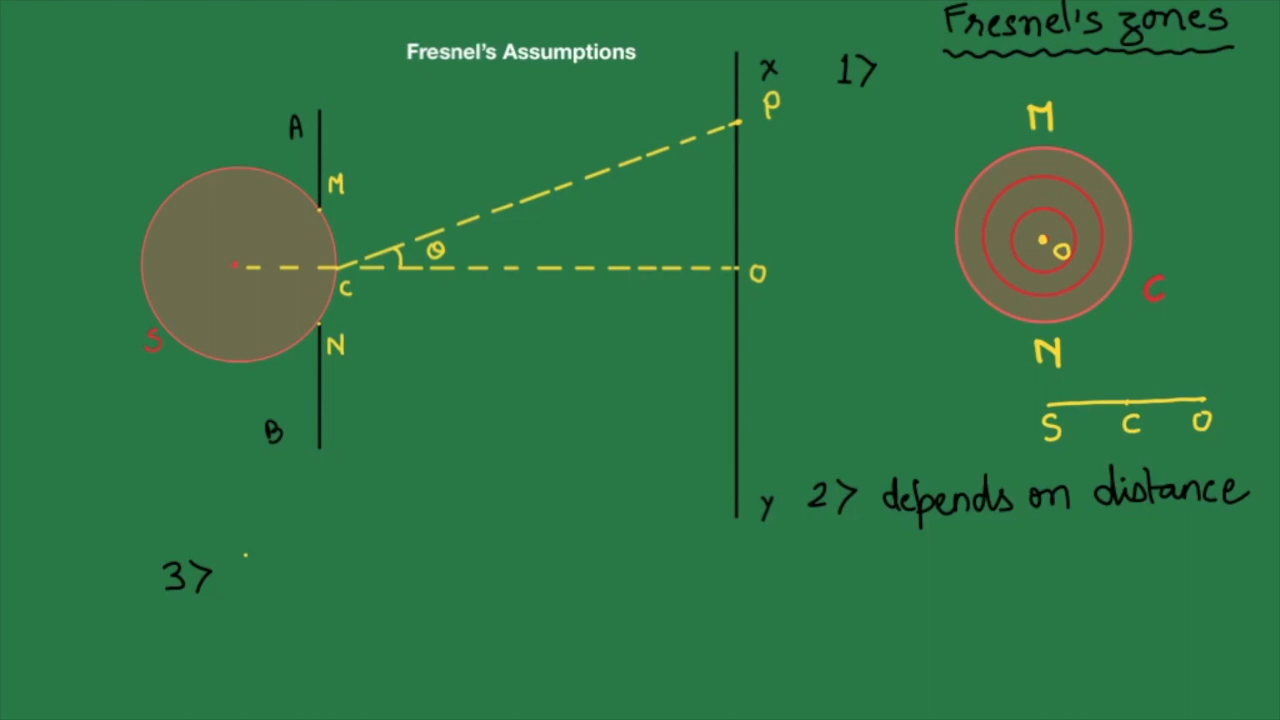 Fresnel's zones
Fresnel's Assumptions
x 1>
P
A
M
M
θ
O
O
C
C
S
N
N
S C O
B
y 2> depends on distance
3>